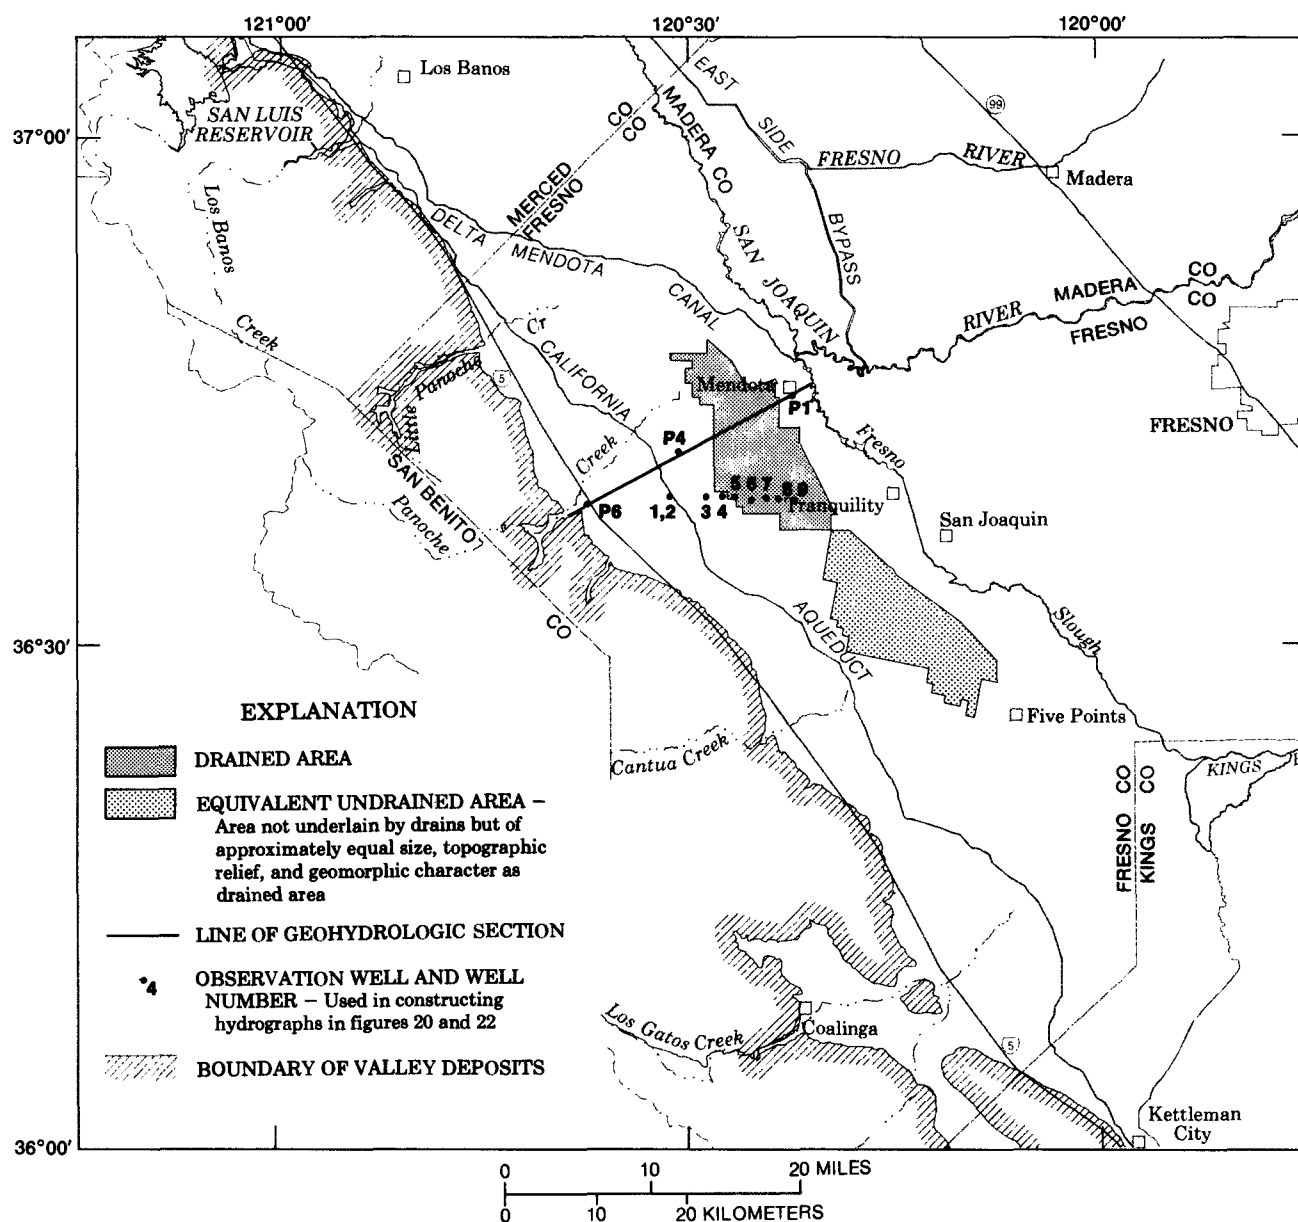 121°00′
120°30′
120°00′
Los Banos
EAST
SIDE
BYPASS
99
SAN LUIS
RESERVOIR
CO
CO
MADERA CO
37°00′
FRESNO RIVER
Madera
Los Banos
Creek
MERCED
FRESNO
DELTA
MENDOTA
CANAL
SAN JOAQUIN
RIVER
MADERA CO
FRESNO CO
Cr
CALIFORNIA
5
Panoche
Little
Mendota
P1
FRESNO
P4
Fresno
Creek
SAN BENITO
Panoche
P6
1,2
3
4
5
6
7
8
9
Tranquility
San Joaquin
CO
AQUEDUCT
Slough
36°30′
EXPLANATION
Five Points
DRAINED AREA
Cantua Creek
KINGS
FRESNO CO
KINGS CO
EQUIVALENT UNDRAINED AREA –
Area not underlain by drains but of
approximately equal size, topographic
relief, and geomorphic character as
drained area
LINE OF GEOHYDROLOGIC SECTION
4
OBSERVATION WELL AND WELL
NUMBER – Used in constructing
hydrographs in figures 20 and 22
Los Gatos Creek
Coalinga
BOUNDARY OF VALLEY DEPOSITS
5
Kettleman
City
36°00′
0 10 20 MILES
0 10 20 KILOMETERS